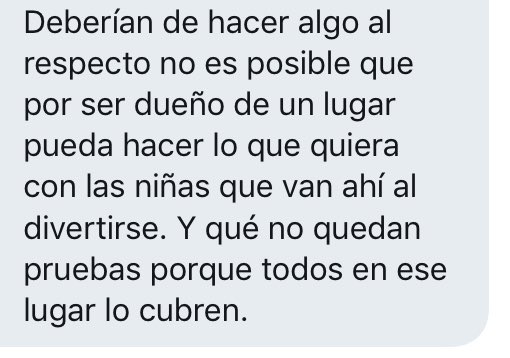 Deberían de hacer algo al
respecto no es posible que
por ser dueño de un lugar
pueda hacer lo que quiera
con las niñas que van ahí al
divertirse. Y qué no quedan
pruebas porque todos en ese
lugar lo cubren.